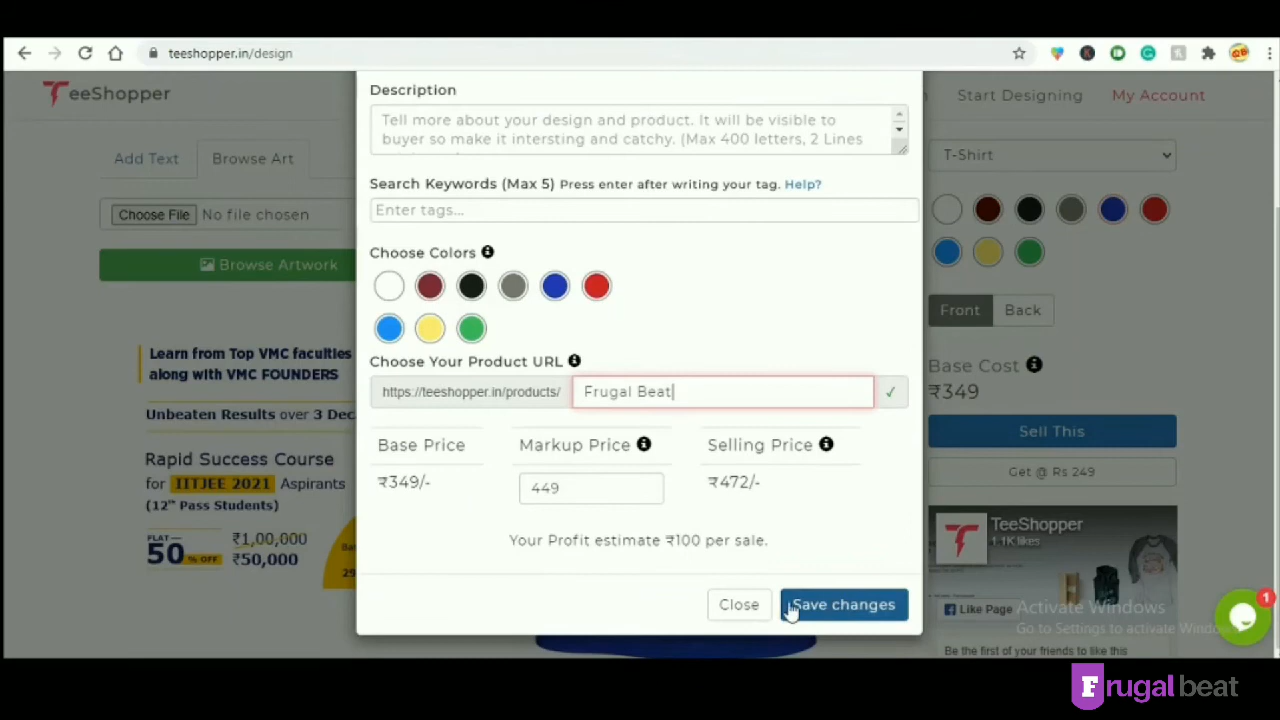 teeshopper.in/design
TeeShopper
Start Designing
My Account
Add Text
Browse Art
Choose File No file chosen
Browse Artwork
Learn from Top VMC faculties
along with VMC FOUNDERS
Unbeaten Results over 3 Dec
Rapid Success Course
for IITJEE 2021 Aspirants
(12th Pass Students)
FLAT
50 % OFF
₹1,00,000
₹50,000
Description
Tell more about your design and product. It will be visible to
buyer so make it intersting and catchy. (Max 400 letters, 2 Lines
Search Keywords (Max 5) Press enter after writing your tag. Help?
Enter tags...
Choose Colors
Choose Your Product URL
https://teeshopper.in/products/ Frugal Beat
Base Price
Markup Price
Selling Price
₹349/-
449
₹472/-
Your Profit estimate ₹100 per sale.
Close
Save changes
T-Shirt
Front
Back
Base Cost
₹349
Sell This
Get @ Rs 249
TeeShopper
1.1K likes
Like Page
Activate Windows
Go to Settings to activate Windows
Be the first of your friends to like this
1
Frugalbeat